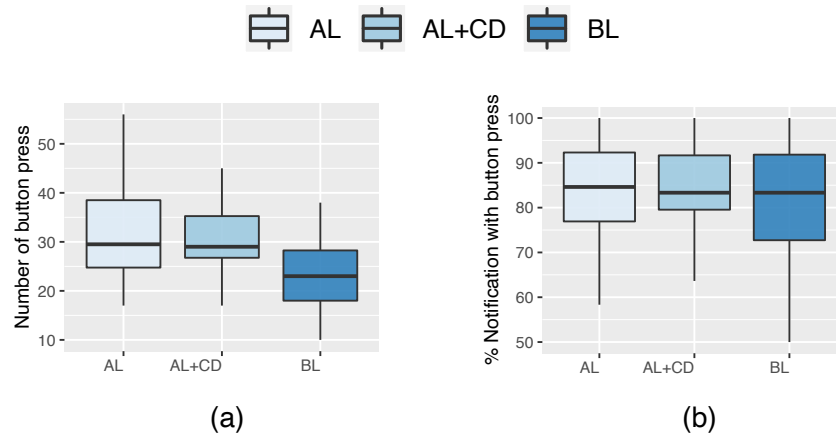 AL AL+CD BL
Number of button press
50
40
30
20
10
AL AL+CD BL
(a)
% Notification with button press
100
90
80
70
60
50
AL AL+CD BL
(b)